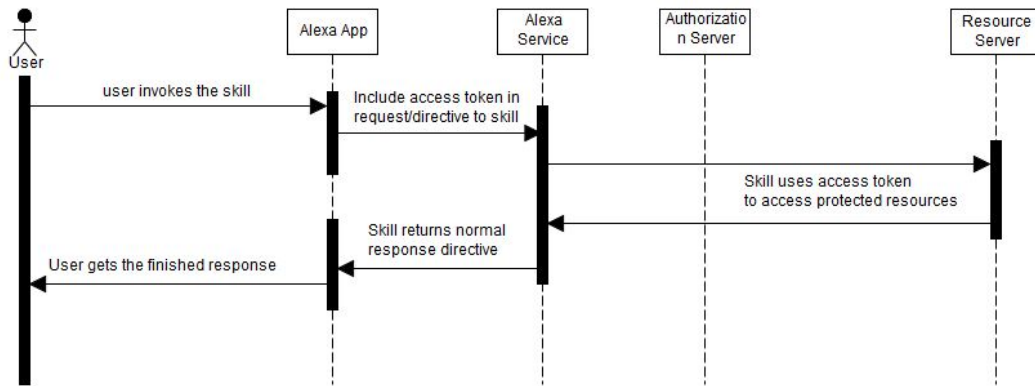 User
Alexa App
Alexa
Service
Authorizatio
n Server
Resource
Server
user invokes the skill
Include access token in
request/directive to skill
Skill uses access token
to access protected resources
Skill returns normal
response directive
User gets the finished response